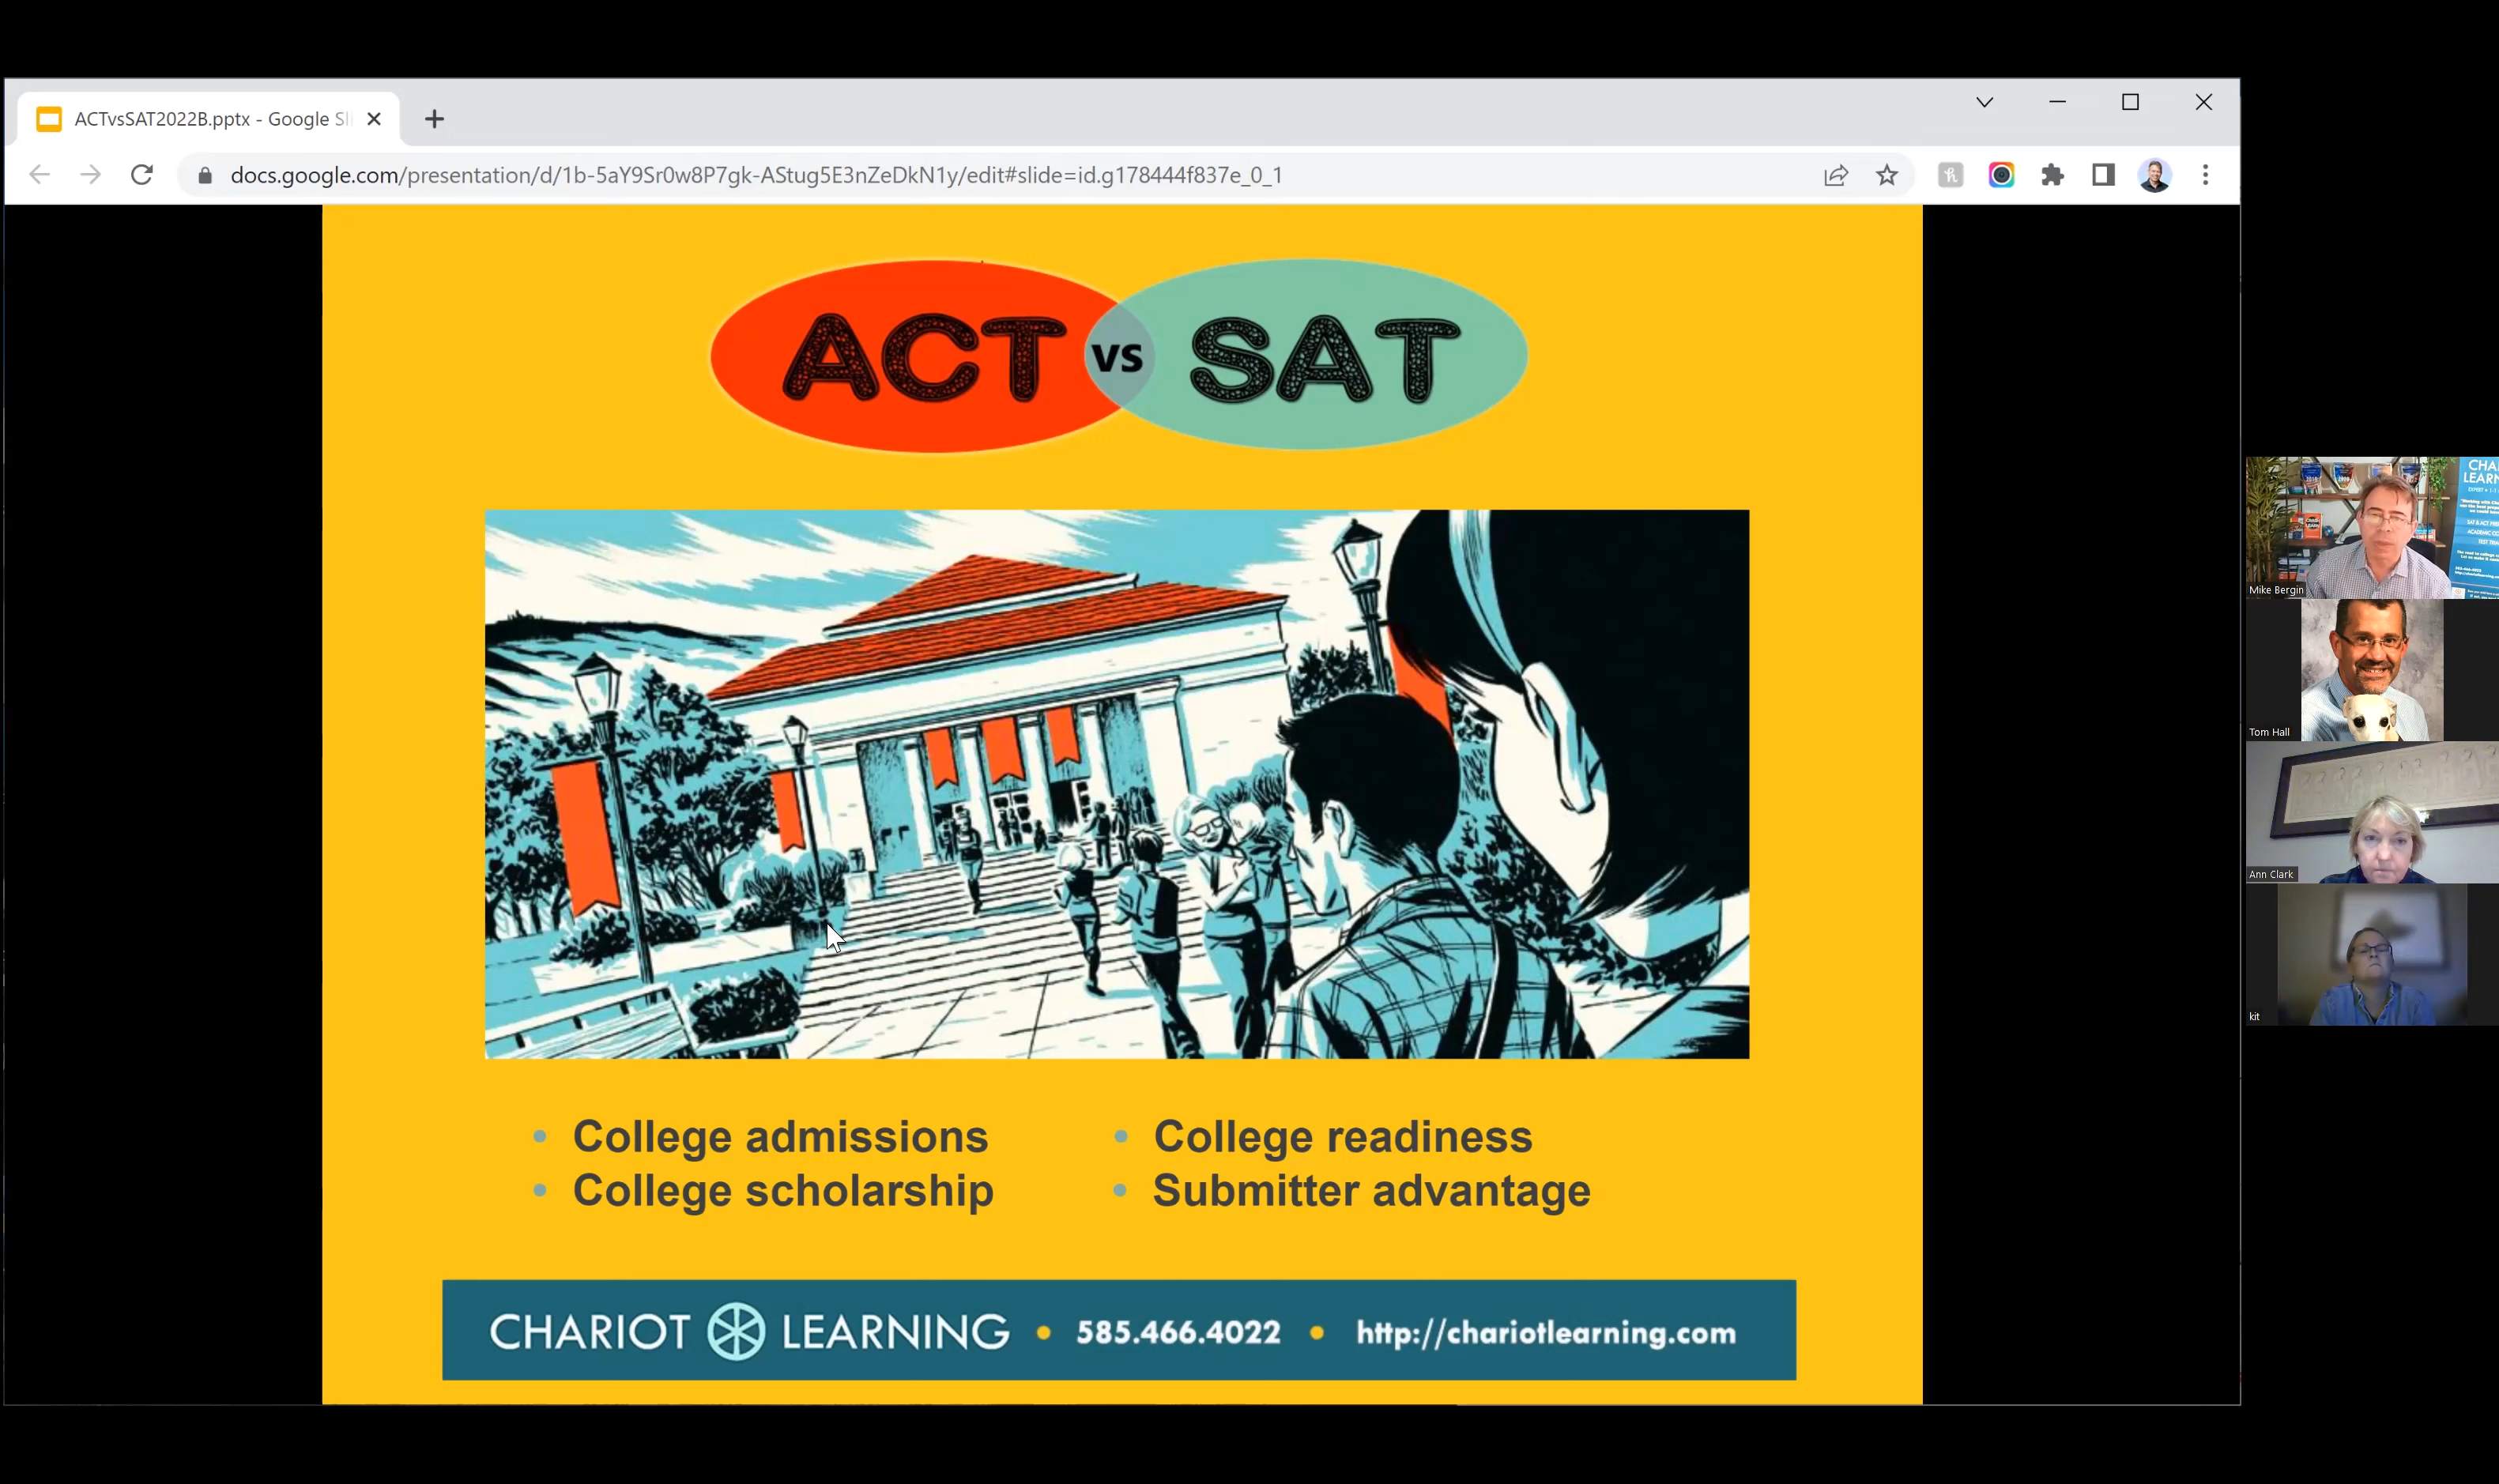 ACTvsSAT2022B.pptx - Google Sl
docs.google.com/presentation/d/1b-5aY9Sr0w8P7gk-AStug5E3nZeDkN1y/edit#slide=id.g178444f837e_0_1
ACT vs SAT
CHA
LEARN
Mike Bergin
Tom Hall
Ann Clark
kit
• College admissions
• College scholarship
• College readiness
• Submitter advantage
CHARIOT LEARNING • 585.466.4022 • http://chariotlearning.com